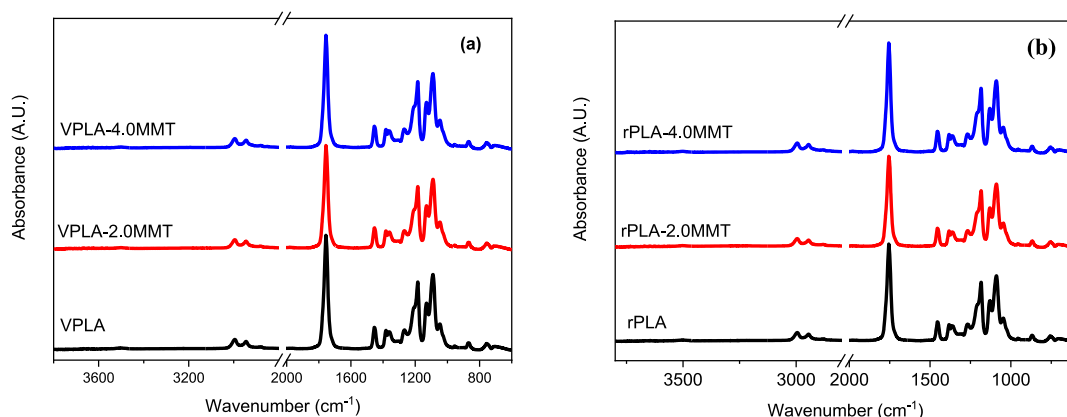 (a)
Absorbance (A.U.)
VPLA-4.0MMT
VPLA-2.0MMT
VPLA
3600 3200 2000 1600 1200 800
Wavenumber (cm⁻¹)
(b)
Absorbance (A.U.)
rPLA-4.0MMT
rPLA-2.0MMT
rPLA
3500 3000 2000 1500 1000
Wavenumber (cm⁻¹)